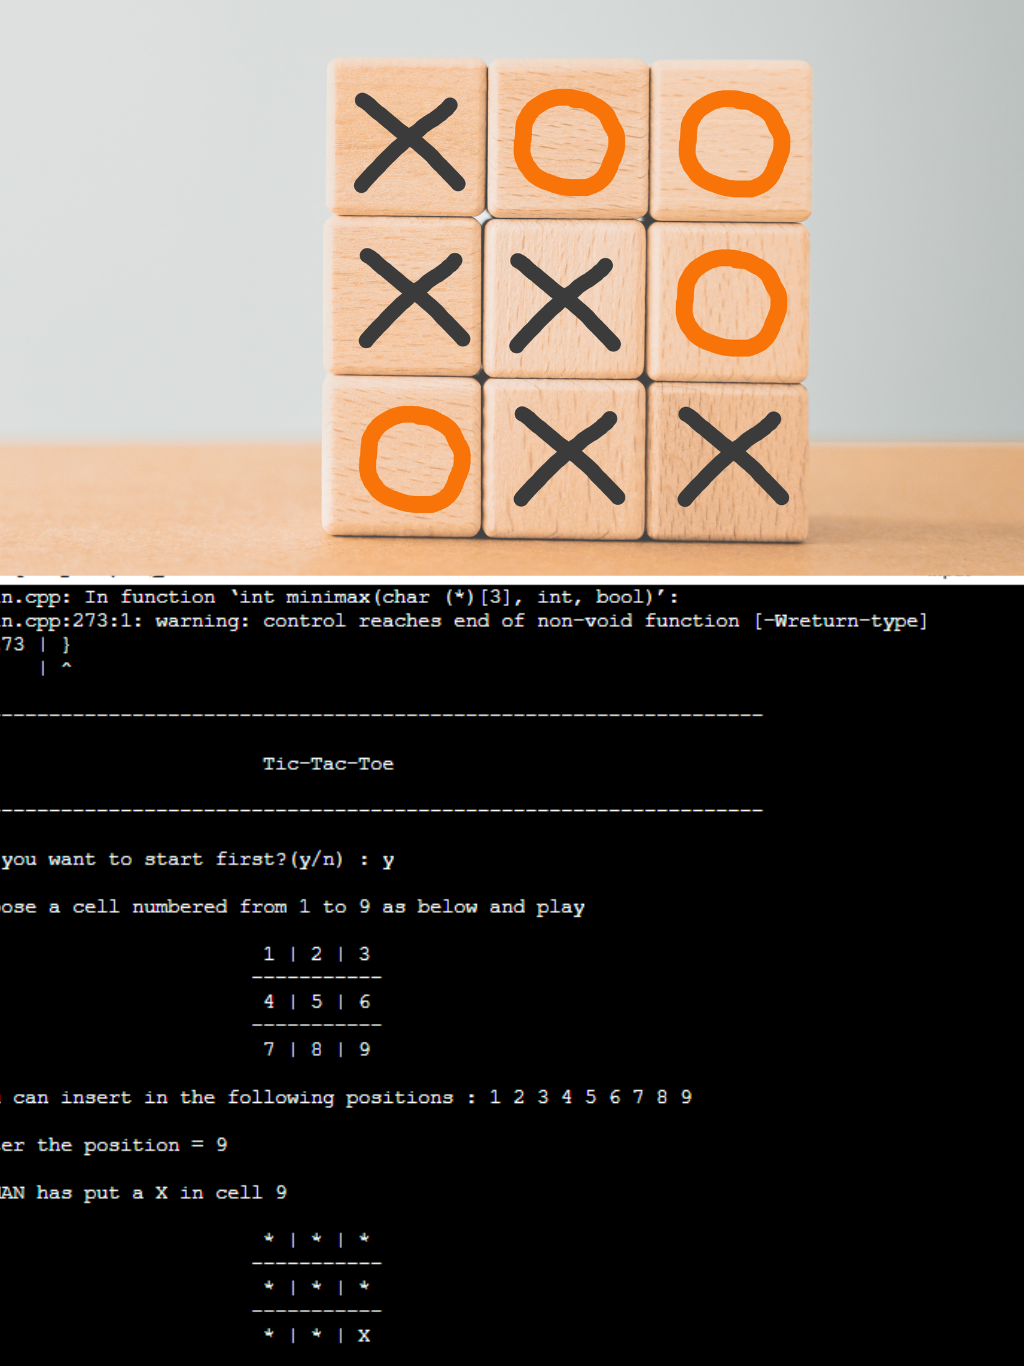 X O O
X X O
O X X
n.cpp: In function ‘int minimax(char (*)[3], int, bool)’:
n.cpp:273:1: warning: control reaches end of non-void function [-Wreturn-type]
73 | }
| ^
Tic-Tac-Toe
you want to start first?(y/n) : y
ose a cell numbered from 1 to 9 as below and play
1 | 2 | 3
-----------
4 | 5 | 6
-----------
7 | 8 | 9
can insert in the following positions : 1 2 3 4 5 6 7 8 9
er the position = 9
MAN has put a X in cell 9
* | * | *
-----------
* | * | *
-----------
* | * | X